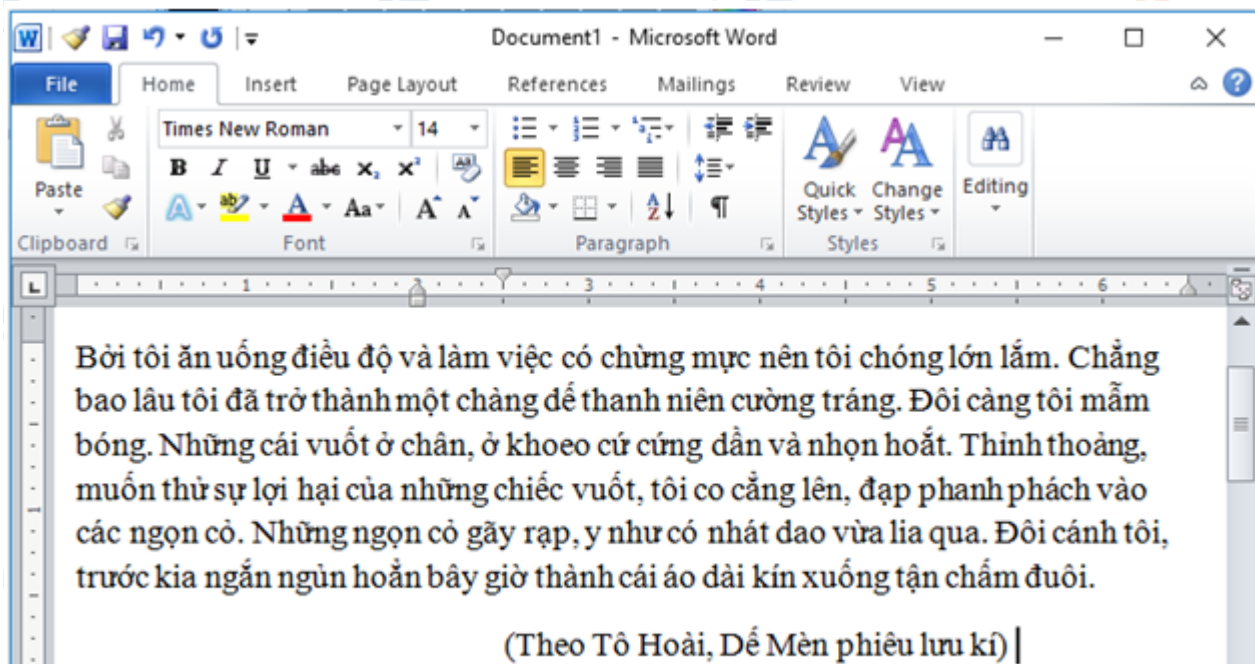 Document1 - Microsoft Word
File Home Insert Page Layout References Mailings Review View
Times New Roman 14
Paste
Quick Styles Change Styles Editing
Clipboard Font Paragraph Styles
1 2 3 4 5 6
Bởi tôi ăn uống điều độ và làm việc có chừng mực nên tôi chóng lớn lắm. Chẳng
bao lâu tôi đã trở thành một chàng dế thanh niên cường tráng. Đôi càng tôi mẫm
bóng. Những cái vuốt ở chân, ở khoeo cứ cứng dần và nhọn hoắt. Thỉnh thoảng,
muốn thử sự lợi hại của những chiếc vuốt, tôi co cẳng lên, đạp phanh phách vào
các ngọn cỏ. Những ngọn cỏ gãy rạp, y như có nhát dao vừa lia qua. Đôi cánh tôi,
trước kia ngắn ngùn hoẳn bây giờ thành cái áo dài kín xuống tận chấm đuôi.
(Theo Tô Hoài, Dế Mèn phiêu lưu kí)